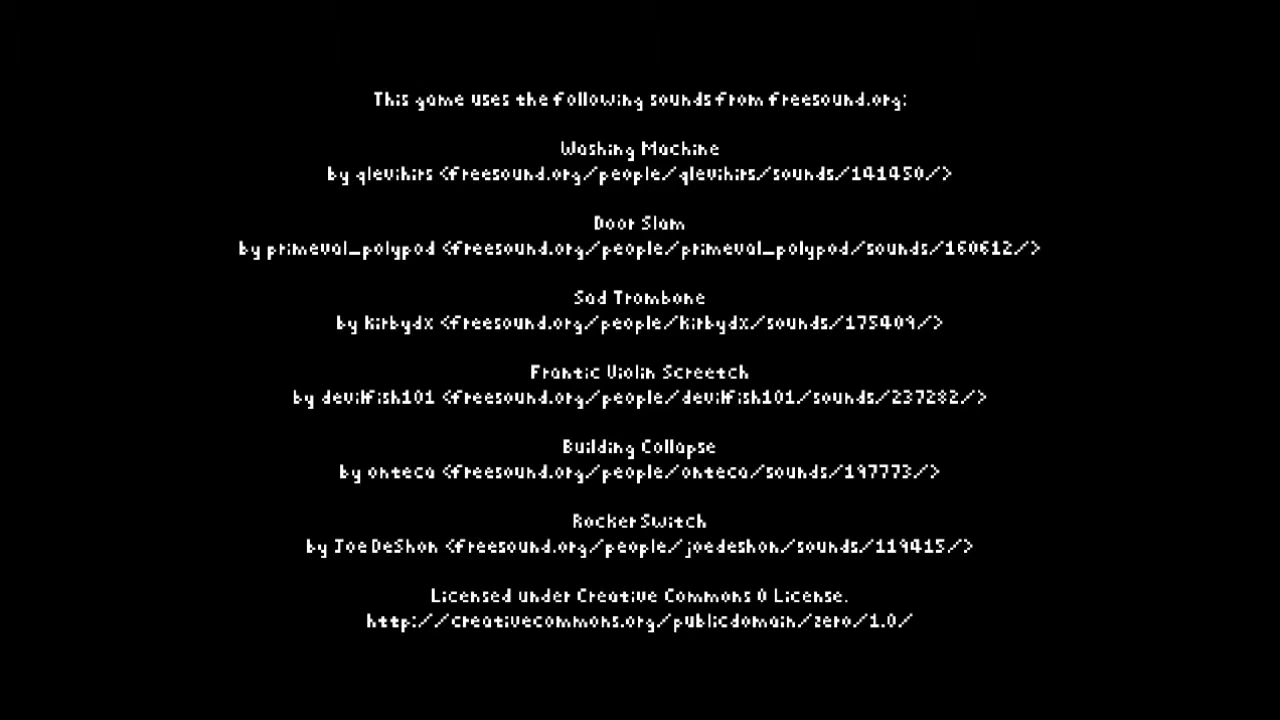 This game uses the following sounds from freesound.org:
Washing Machine
by qlevihirs <freesound.org/people/qlevihirs/sounds/141450/>
Door Slam
by primeval_polypod <freesound.org/people/primeval_polypod/sounds/160612/>
Sad Trombone
by kirbydx <freesound.org/people/kirbydx/sounds/175409/>
Frantic Violin Screetch
by devilfish101 <freesound.org/people/devilfish101/sounds/237282/>
Building Collapse
by onteca <freesound.org/people/onteca/sounds/197773/>
Rocker Switch
by JoeDeShon <freesound.org/people/joedeshon/sounds/119415/>
Licensed under Creative Commons 0 License.
http://creativecommons.org/publicdomain/zero/1.0/